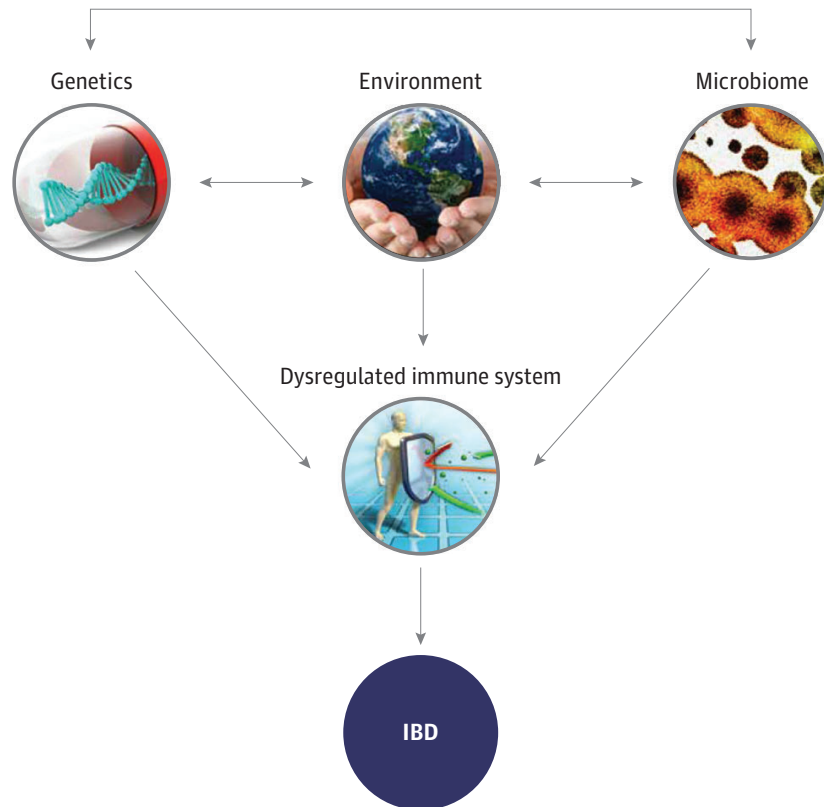 Genetics
Environment
Microbiome
Dysregulated immune system
IBD